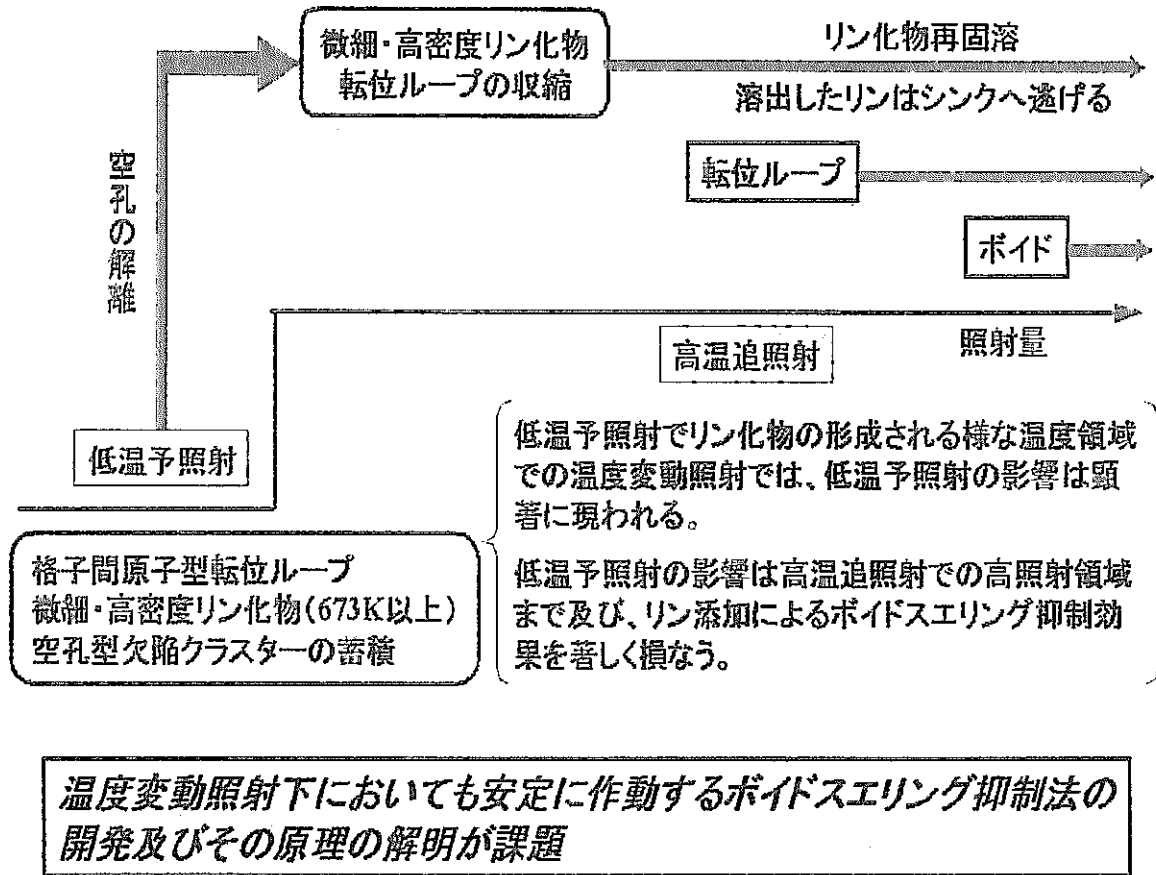 微細・高密度リン化物
転位ループの収縮
リン化物再固溶
溶出したリンはシンクへ逃げる
空孔の解離
転位ループ
ボイド
高温追照射
照射量
低温予照射
格子間原子型転位ループ
微細・高密度リン化物(673K以上)
空孔型欠陥クラスターの蓄積
低温予照射でリン化物の形成される様な温度領域
での温度変動照射では、低温予照射の影響は顕
著に現われる。
低温予照射の影響は高温追照射での高照射領域
まで及び、リン添加によるボイドスエリング抑制効
果を著しく損なう。
温度変動照射下においても安定に作動するボイドスエリング抑制法の
開発及びその原理の解明が課題